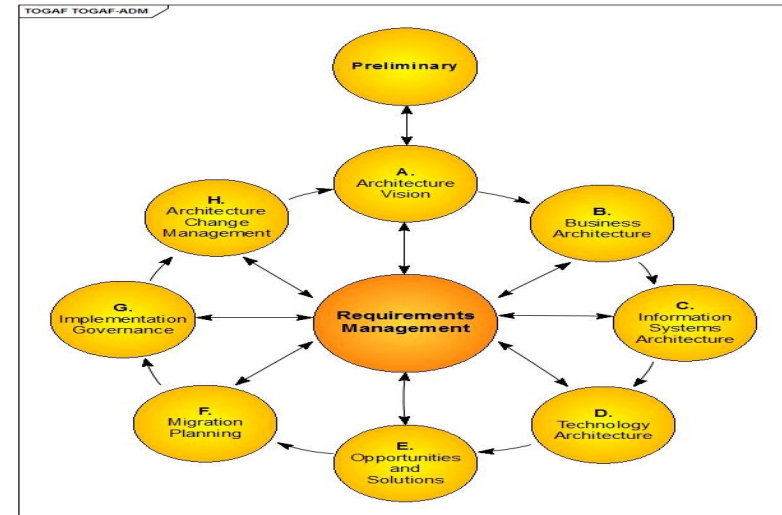 TOGAF TOGAF-ADM
Preliminary
A.
Architecture
Vision
H.
Architecture
Change
Management
B.
Business
Architecture
G.
Implementation
Governance
Requirements
Management
C.
Information
Systems
Architecture
F.
Migration
Planning
D.
Technology
Architecture
E.
Opportunities
and
Solutions